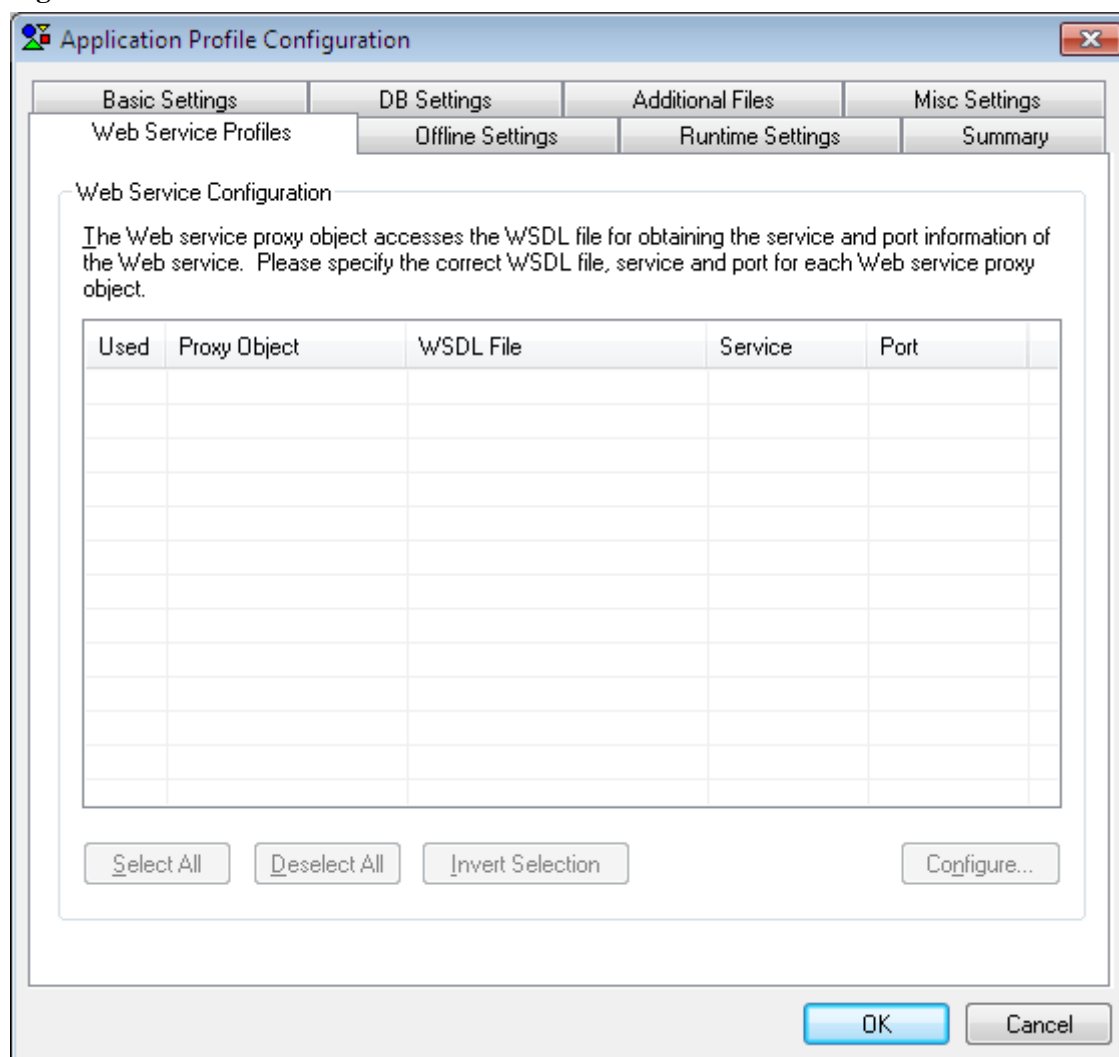 Application Profile Configuration
Basic Settings
DB Settings
Additional Files
Misc Settings
Web Service Profiles
Offline Settings
Runtime Settings
Summary
Web Service Configuration
The Web service proxy object accesses the WSDL file for obtaining the service and port information of
the Web service. Please specify the correct WSDL file, service and port for each Web service proxy
object.
Used
Proxy Object
WSDL File
Service
Port
Select All
Deselect All
Invert Selection
Configure...
OK
Cancel